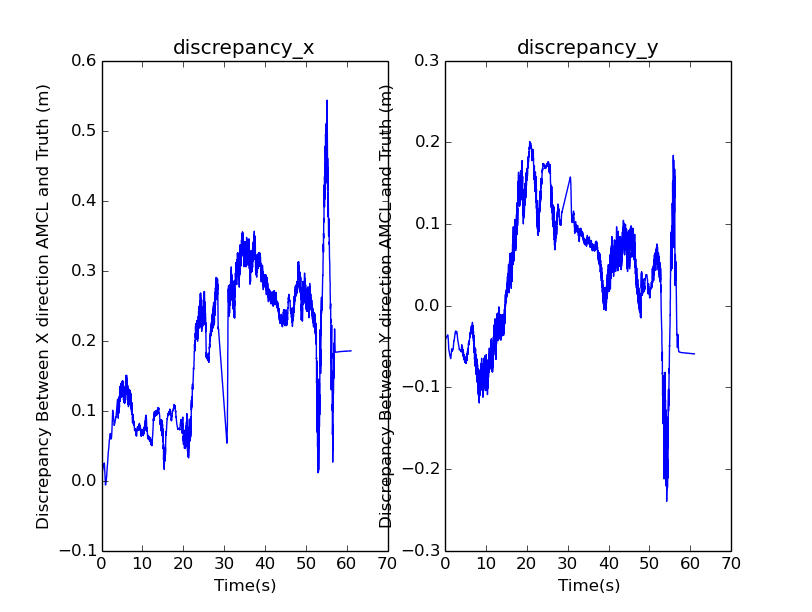 discrepancy_x
discrepancy_y
Discrepancy Between X direction AMCL and Truth (m)
0.6
0.5
0.4
0.3
0.2
0.1
0.0
−0.1
0 10 20 30 40 50 60 70
Time(s)
Discrepancy Between Y direction AMCL and Truth (m)
0.3
0.2
0.1
0.0
−0.1
−0.2
−0.3
0 10 20 30 40 50 60 70
Time(s)